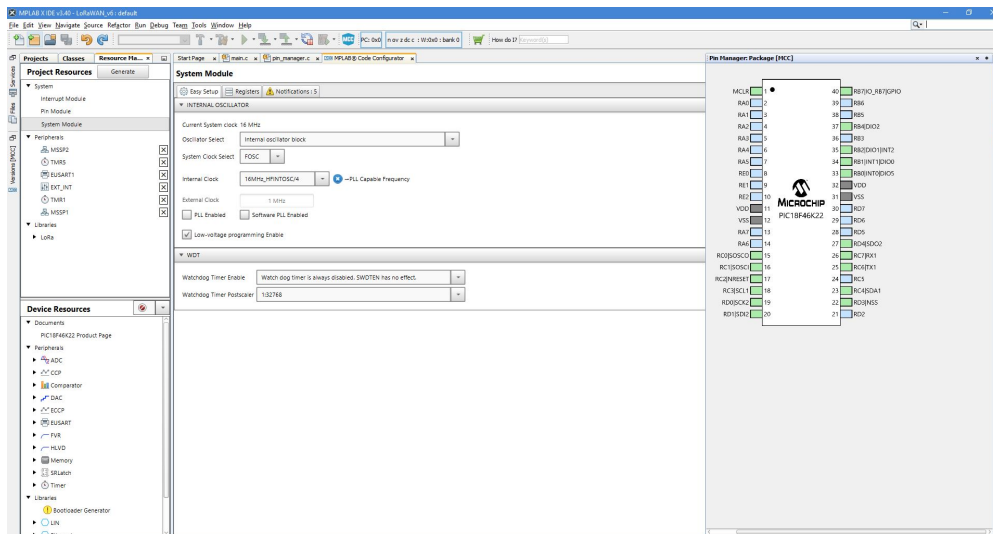 MPLAB X IDE v3.40 - LoRaWAN_v6 : default
File Edit View Navigate Source Refactor Run Debug Team Tools Window Help
PC: 0x0 n ov z dc c : W:0x0 : bank 0 How do I? Keyword(s)
Projects Classes Resource Ma... ×
Project Resources Generate
System
Interrupt Module
Pin Module
System Module
Peripherals
MSSP2
TMR5
EUSART1
EXT_INT
TMR1
MSSP1
Libraries
LoRa
Services
Files
Versions [MCC]
Device Resources
Documents
PIC18F46K22 Product Page
Peripherals
ADC
CCP
Comparator
DAC
ECCP
EUSART
FVR
HLVD
Memory
SRLatch
Timer
Libraries
Bootloader Generator
LIN
Start Page × main.c × pin_manager.c × MPLAB® Code Configurator ×
System Module
Easy Setup Registers Notifications : 5
INTERNAL OSCILLATOR
Current System clock 16 MHz
Oscillator Select Internal oscillator block
System Clock Select FOSC
Internal Clock 16MHz_HFINTOSC/4 PLL Capable Frequency
External Clock 1 MHz
PLL Enabled Software PLL Enabled
Low-voltage programming Enable
WDT
Watchdog Timer Enable Watch dog timer is always disabled. SWDTEN has no effect.
Watchdog Timer Postscaler 1:32768
Pin Manager: Package [MCC]
MCLR 1 40 RB7|IO_RB7|GPIO
RA0 2 39 RB6
RA1 3 38 RB5
RA2 4 37 RB4|DIO2
RA3 5 36 RB3
RA4 6 35 RB2|DIO1|INT2
RA5 7 34 RB1|INT1|DIO0
RE0 8 33 RB0|INT0|DIO5
RE1 9 32 VDD
RE2 10 31 VSS
MICROCHIP
PIC18F46K22
VDD 11 30 RD7
VSS 12 29 RD6
RA7 13 28 RD5
RA6 14 27 RD4|SDO2
RC0|SOSCO 15 26 RC7|RX1
RC1|SOSCI 16 25 RC6|TX1
RC2|NRESET 17 24 RC5
RC3|SCL1 18 23 RC4|SDA1
RD0|SCK2 19 22 RD3|NSS
RD1|SDI2 20 21 RD2